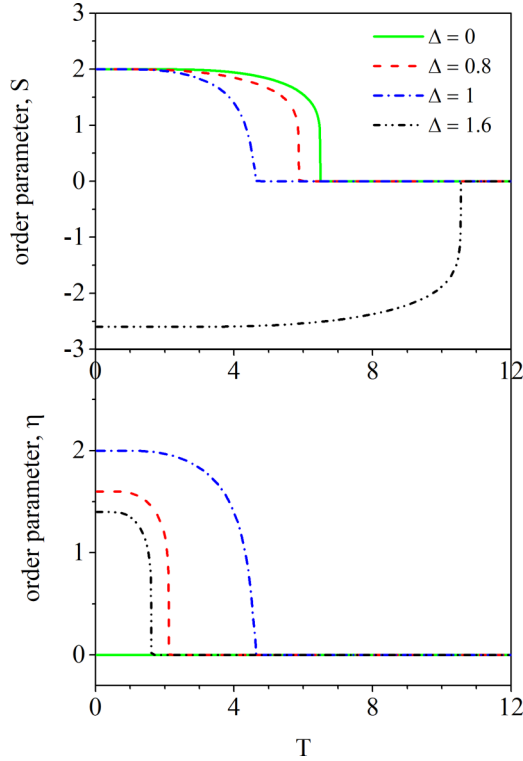 3
Δ = 0
2
Δ = 0.8
Δ = 1
1
Δ = 1.6
order parameter, S
0
-1
-2
-3
0 4 8 12
order parameter, η
2
1
0
0 4 8 12
T